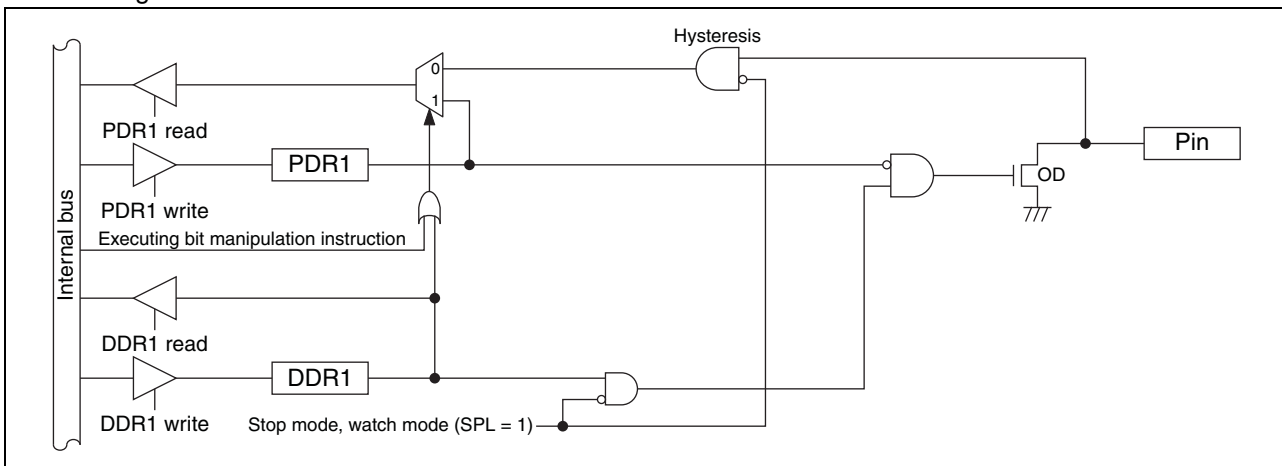 Hysteresis
0
1
PDR1 read
PDR1
Pin
OD
PDR1 write
Internal bus
Executing bit manipulation instruction
DDR1 read
DDR1
DDR1 write
Stop mode, watch mode (SPL = 1)